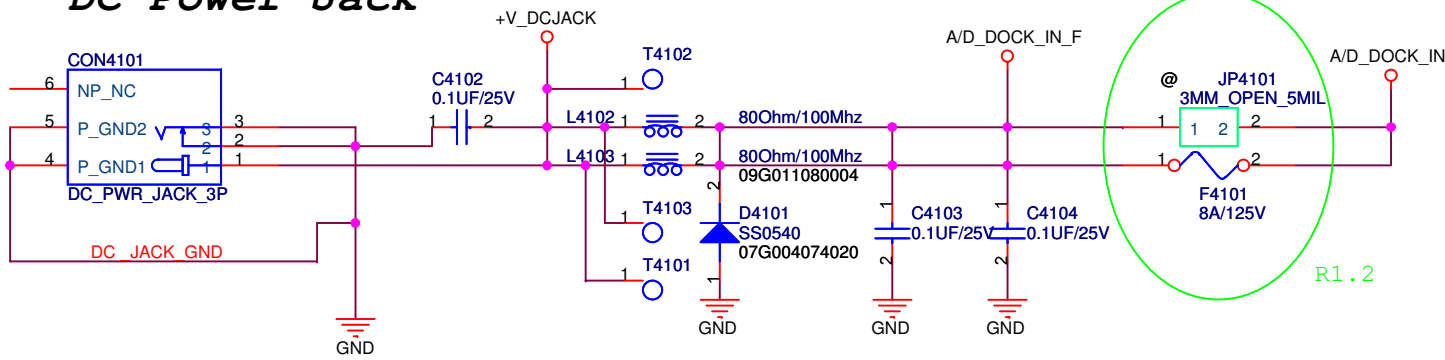 DC Power Jack
+V_DCJACK
A/D_DOCK_IN_F
A/D_DOCK_IN
CON4101
6 NP_NC
5 P_GND2 3 3
2 2
4 P_GND1 1 1
DC_PWR_JACK_3P
DC_JACK_GND
GND
C4102
0.1UF/25V
1 2
T4102
1
L4102 1 2 80Ohm/100Mhz
L4103 1 2 80Ohm/100Mhz
09G011080004
T4103
1
T4101
1
2
D4101
SS0540
07G004074020
1
GND
1
C4103
0.1UF/25V
2
GND
1
C4104
0.1UF/25V
2
GND
@ JP4101
3MM_OPEN_5MIL
1 1 2 2
1 2
F4101
8A/125V
R1.2